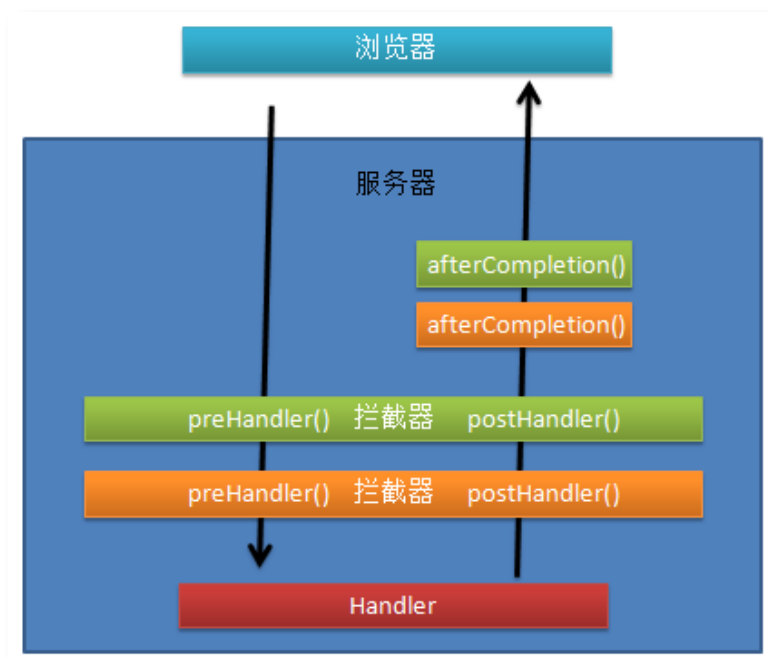 浏览器
服务器
afterCompletion()
afterCompletion()
preHandler() 拦截器 postHandler()
preHandler() 拦截器 postHandler()
Handler